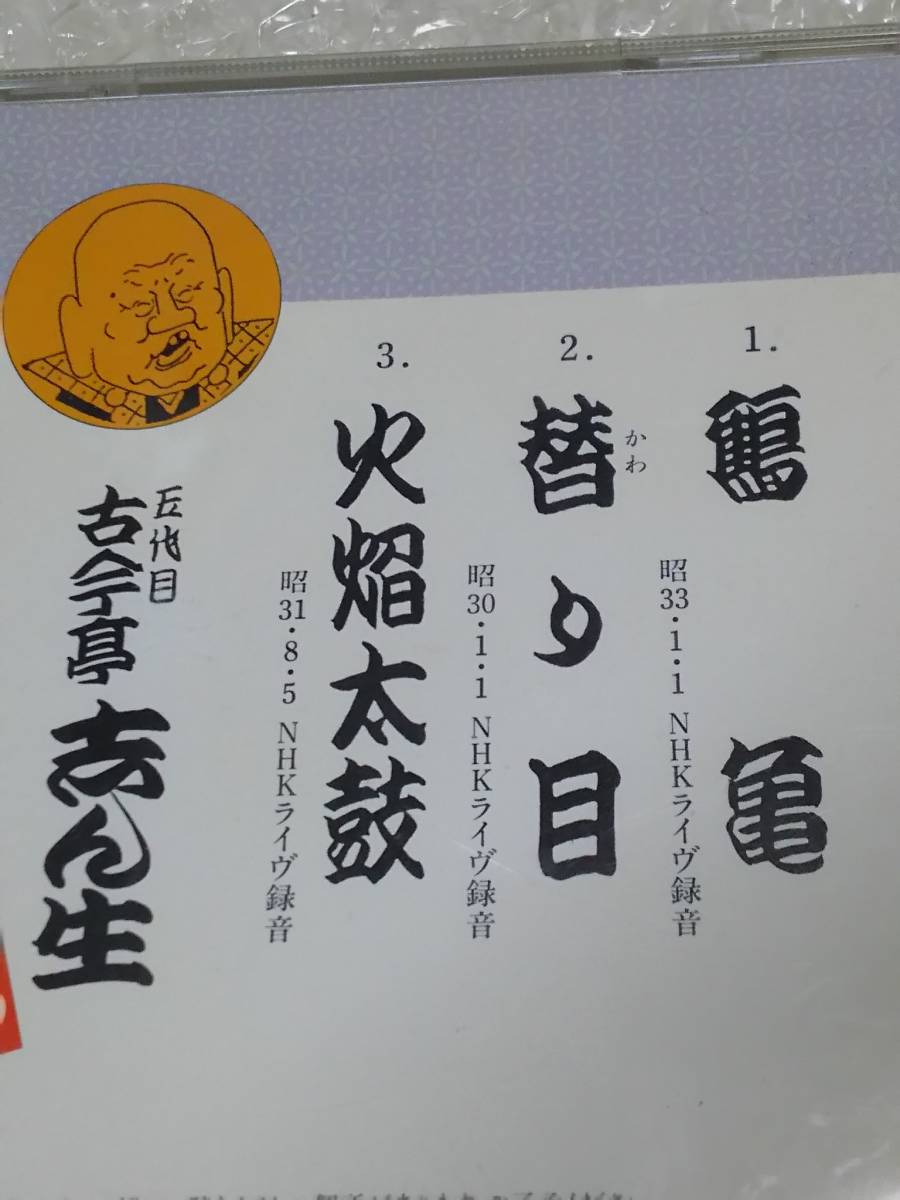 1.
鶴亀
昭33・1・1 NHKライヴ録音
2.
替り目
かわ
昭30・1・1 NHKライヴ録音
3.
火焔太鼓
昭31・8・5 NHKライヴ録音
五代目
古今亭志ん生